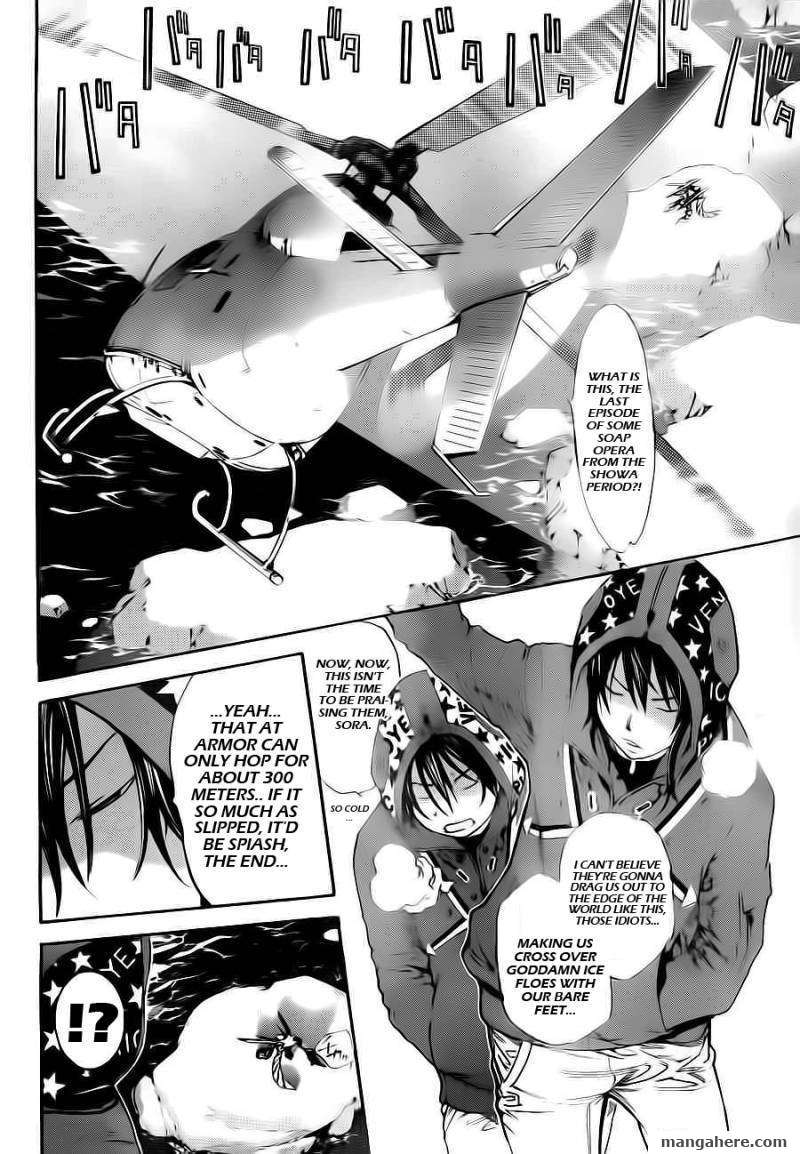 バタ
バタ
バタ
バタ
バタ
バタ
バタ
WHAT IS
THIS, THE
LAST
EPISODE
OF SOME
SOAP
OPERA
FROM THE
SHOWA
PERIOD?!
OYE
VEN
IC
NOW, NOW,
THIS ISN'T
THE TIME
TO BE PRAI-
SING THEM,
SORA.
SO COLD
...
...YEAH...
THAT AT
ARMOR CAN
ONLY HOP FOR
ABOUT 300
METERS.. IF IT
SO MUCH AS
SLIPPED, IT'D
BE SPlASH,
THE END...
YE
I CAN'T BELIEVE
THEY'RE GONNA
DRAG US OUT TO
THE EDGE OF THE
WORLD LIKE THIS,
THOSE IDIOTS...
MAKING US
CROSS OVER
GODDAMN ICE
FLOES WITH
OUR BARE
FEET...
YE
IC
!?
mangahere.com